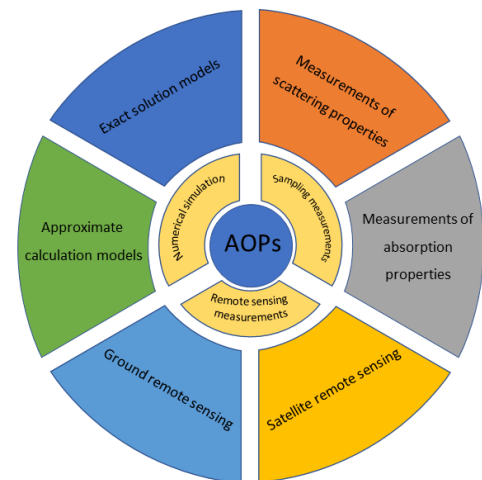 Exact solution models
Measurements of
scattering properties
Approximate
calculation models
Numerical simulation
AOPs
Sampling measurements
Measurements of
absorption
properties
Remote sensing
measurements
Ground remote sensing
Satellite remote sensing